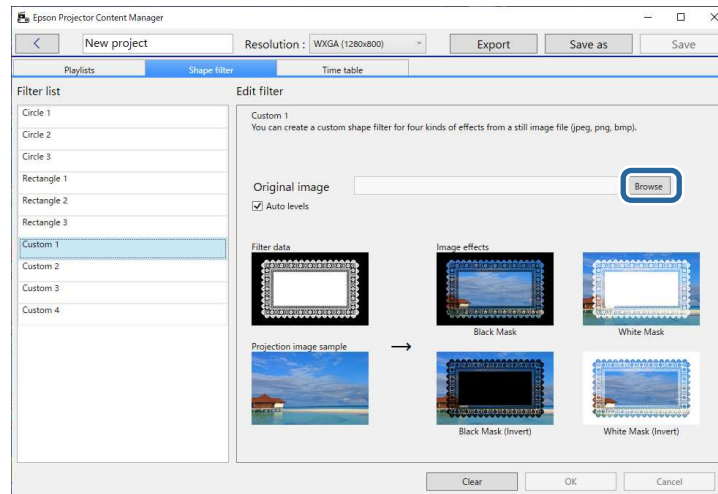 Epson Projector Content Manager
New project
Resolution : WXGA (1280x800)
Export
Save as
Save
Playlists
Shape filter
Time table
Filter list
Edit filter
Circle 1
Circle 2
Circle 3
Rectangle 1
Rectangle 2
Rectangle 3
Custom 1
Custom 2
Custom 3
Custom 4
Custom 1
You can create a custom shape filter for four kinds of effects from a still image file (jpeg, png, bmp).
Original image
Browse
Auto levels
Filter data
Image effects
Black Mask
White Mask
Projection image sample
Black Mask (Invert)
White Mask (Invert)
Clear
OK
Cancel